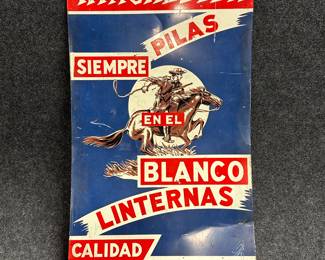 PILAS
SIEMPRE
EN EL
BLANCO
LINTERNAS
CALIDAD